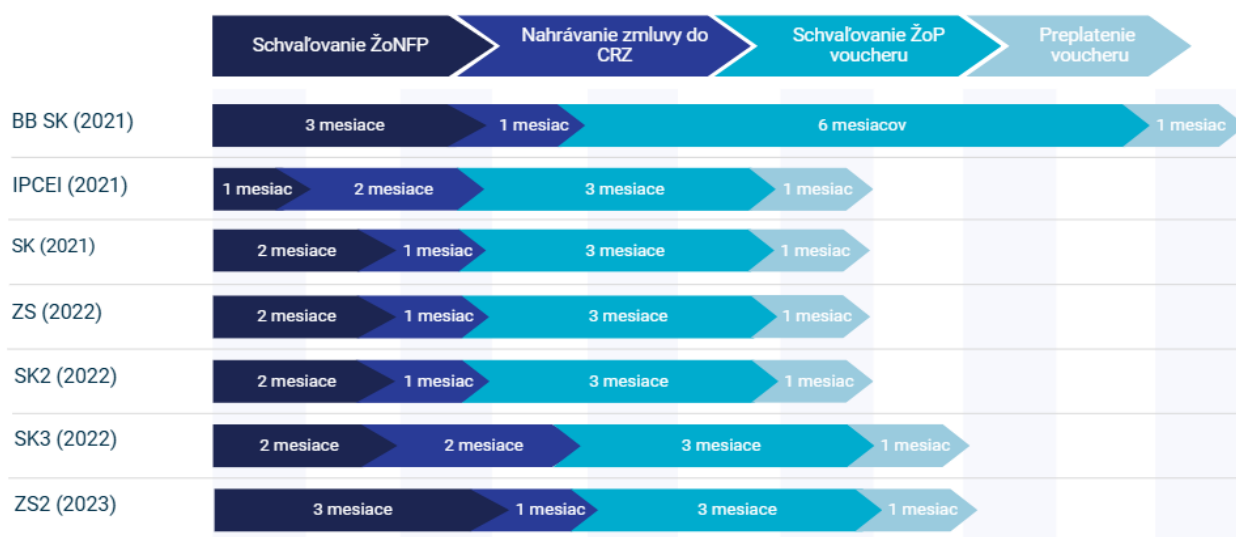 Schvaľovanie ŽoNFP
Nahrávanie zmluvy do
CRZ
Schvaľovanie ŽoP
voucheru
Preplatenie
voucheru
BB SK (2021)
3 mesiace
1 mesiac
6 mesiacov
1 mesiac
IPCEI (2021)
1 mesiac
2 mesiace
3 mesiace
1 mesiac
SK (2021)
2 mesiace
1 mesiac
3 mesiace
1 mesiac
ZS (2022)
2 mesiace
1 mesiac
3 mesiace
1 mesiac
SK2 (2022)
2 mesiace
1 mesiac
3 mesiace
1 mesiac
SK3 (2022)
2 mesiace
2 mesiace
3 mesiace
1 mesiac
ZS2 (2023)
3 mesiace
1 mesiac
3 mesiace
1 mesiac